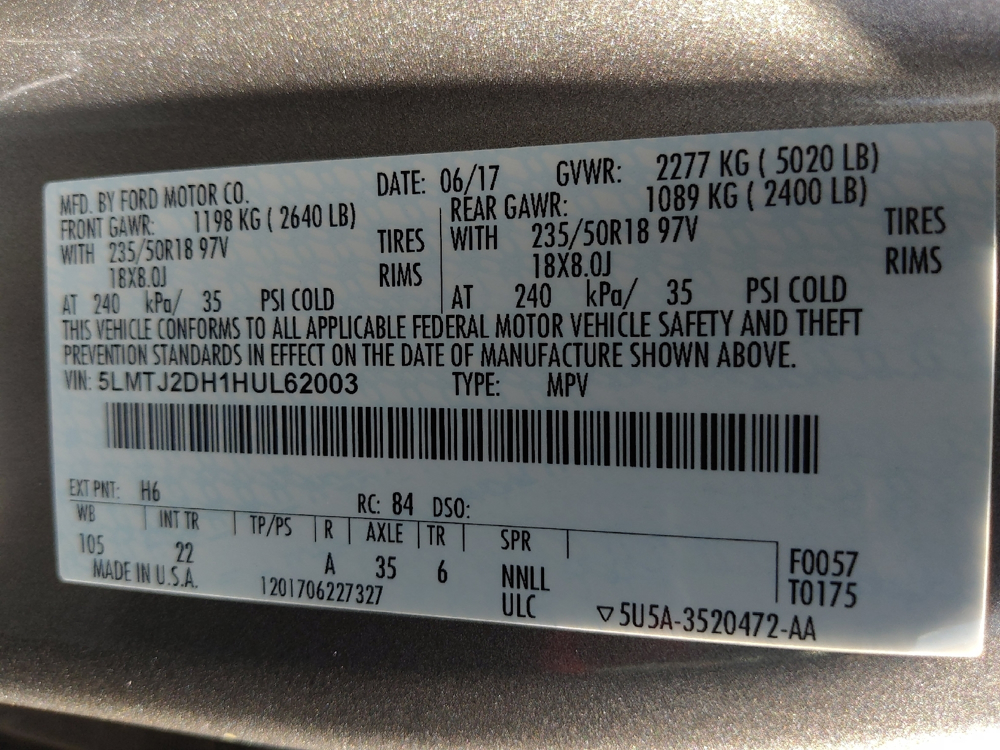 MFD. BY FORD MOTOR CO. DATE: 06/17 GVWR: 2277 KG ( 5020 LB)
FRONT GAWR: 1198 KG ( 2640 LB) REAR GAWR: 1089 KG ( 2400 LB)
WITH 235/50R18 97V TIRES WITH 235/50R18 97V TIRES
18X8.0J RIMS 18X8.0J RIMS
AT 240 kPa/ 35 PSI COLD AT 240 kPa/ 35 PSI COLD
THIS VEHICLE CONFORMS TO ALL APPLICABLE FEDERAL MOTOR VEHICLE SAFETY AND THEFT
PREVENTION STANDARDS IN EFFECT ON THE DATE OF MANUFACTURE SHOWN ABOVE.
VIN: 5LMTJ2DH1HUL62003 TYPE: MPV
EXT PNT: H6 RC: 84 DSO:
WB INT TR TP/PS R AXLE TR SPR
105 22 A 35 6 NNLL F0057
MADE IN U.S.A. 1201706227327 ULC T0175
▽5U5A-3520472-AA